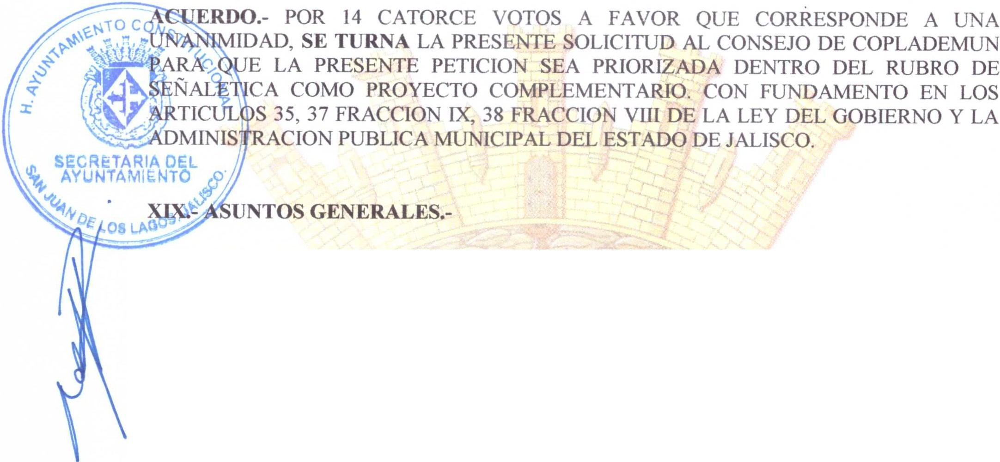 ACUERDO.- POR 14 CATORCE VOTOS A FAVOR QUE CORRESPONDE A UNA
UNANIMIDAD, SE TURNA LA PRESENTE SOLICITUD AL CONSEJO DE COPLADEMUN
PARA QUE LA PRESENTE PETICION SEA PRIORIZADA DENTRO DEL RUBRO DE
SEÑALETICA COMO PROYECTO COMPLEMENTARIO. CON FUNDAMENTO EN LOS
ARTICULOS 35, 37 FRACCION IX, 38 FRACCION VIII DE LA LEY DEL GOBIERNO Y LA
ADMINISTRACION PUBLICA MUNICIPAL DEL ESTADO DE JALISCO.
XIX.- ASUNTOS GENERALES.-
H. AYUNTAMIENTO CONSTITUCIONAL
SECRETARIA DEL
AYUNTAMIENTO
SAN JUAN DE LOS LAGOS, JALISCO.